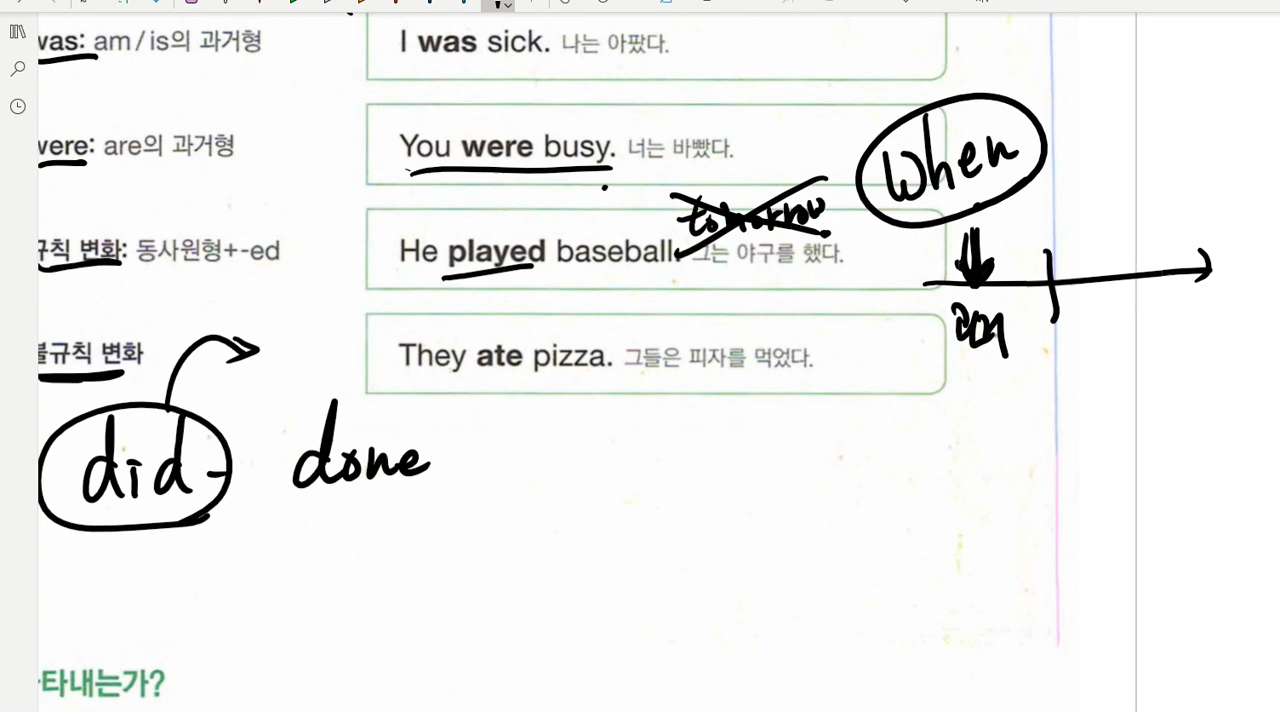 was: am/is의 과거형
I was sick. 나는 아팠다.
were: are의 과거형
You were busy. 너는 바빴다.
When
tomorrow
규칙 변화: 동사원형+-ed
He played baseball. 그는 야구를 했다.
불규칙 변화
They ate pizza. 그들은 피자를 먹었다.
did - done
타내는가?